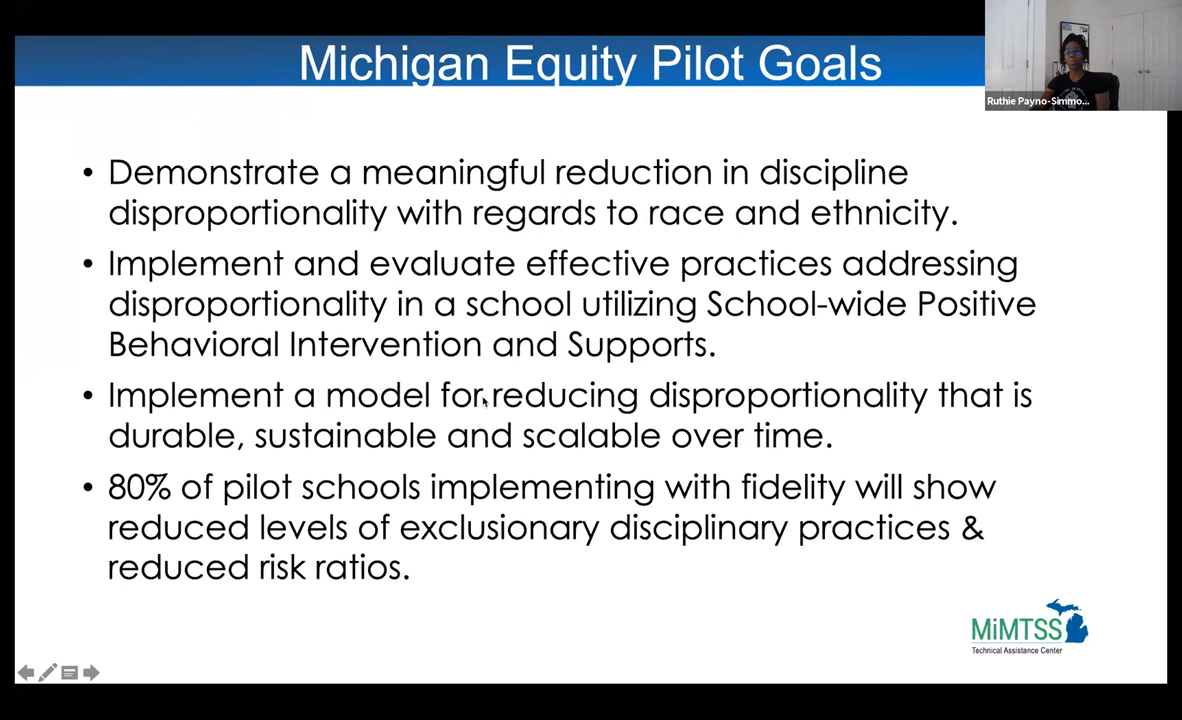 Michigan Equity Pilot Goals
Ruthie Payno-Simmo...
• Demonstrate a meaningful reduction in discipline
disproportionality with regards to race and ethnicity.
• Implement and evaluate effective practices addressing
disproportionality in a school utilizing School-wide Positive
Behavioral Intervention and Supports.
• Implement a model for reducing disproportionality that is
durable, sustainable and scalable over time.
• 80% of pilot schools implementing with fidelity will show
reduced levels of exclusionary disciplinary practices &
reduced risk ratios.
MiMTSS
Technical Assistance Center